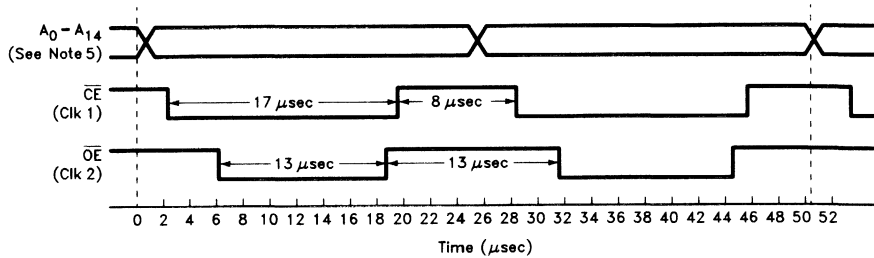 A0 – A14
(See Note 5)
CE
17 μsec
8 μsec
(Clk 1)
OE
13 μsec
13 μsec
(Clk 2)
0 2 4 6 8 10 12 14 16 18 20 22 24 26 28 30 32 34 36 38 40 42 44 46 48 50 52
Time (μsec)